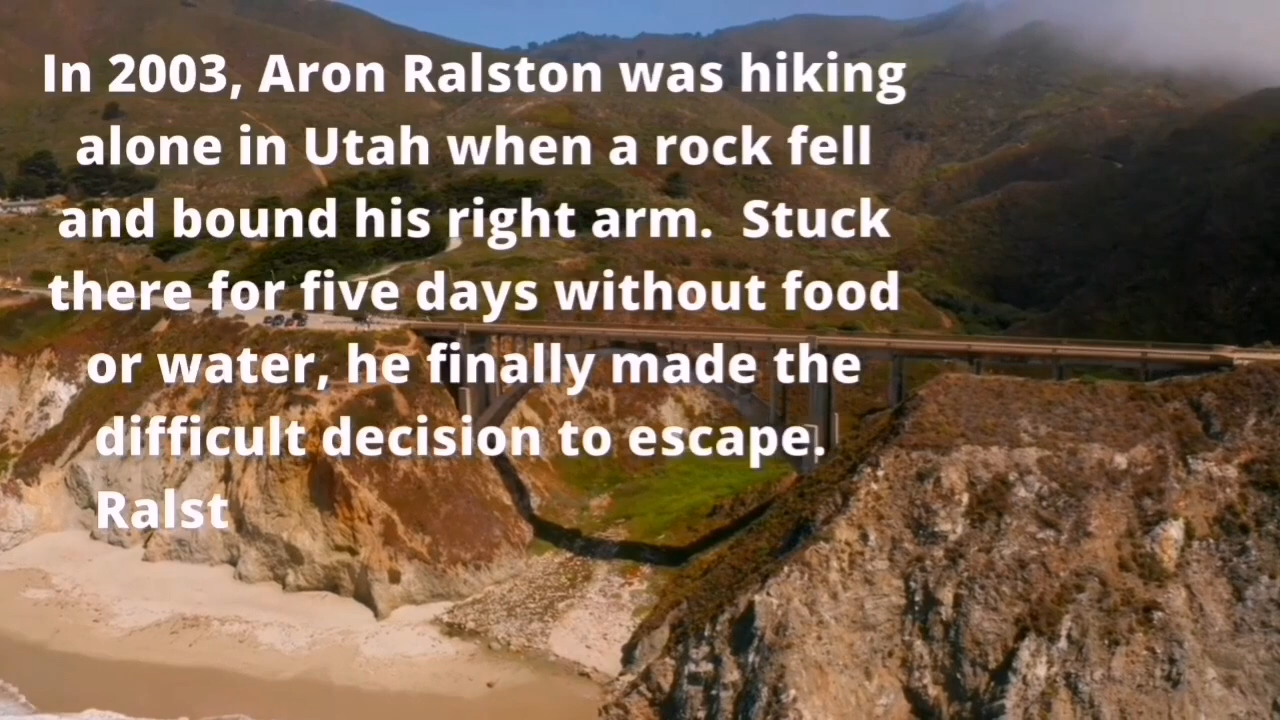 In 2003, Aron Ralston was hiking
alone in Utah when a rock fell
and bound his right arm.  Stuck
there for five days without food
or water, he finally made the
difficult decision to escape.
Ralst